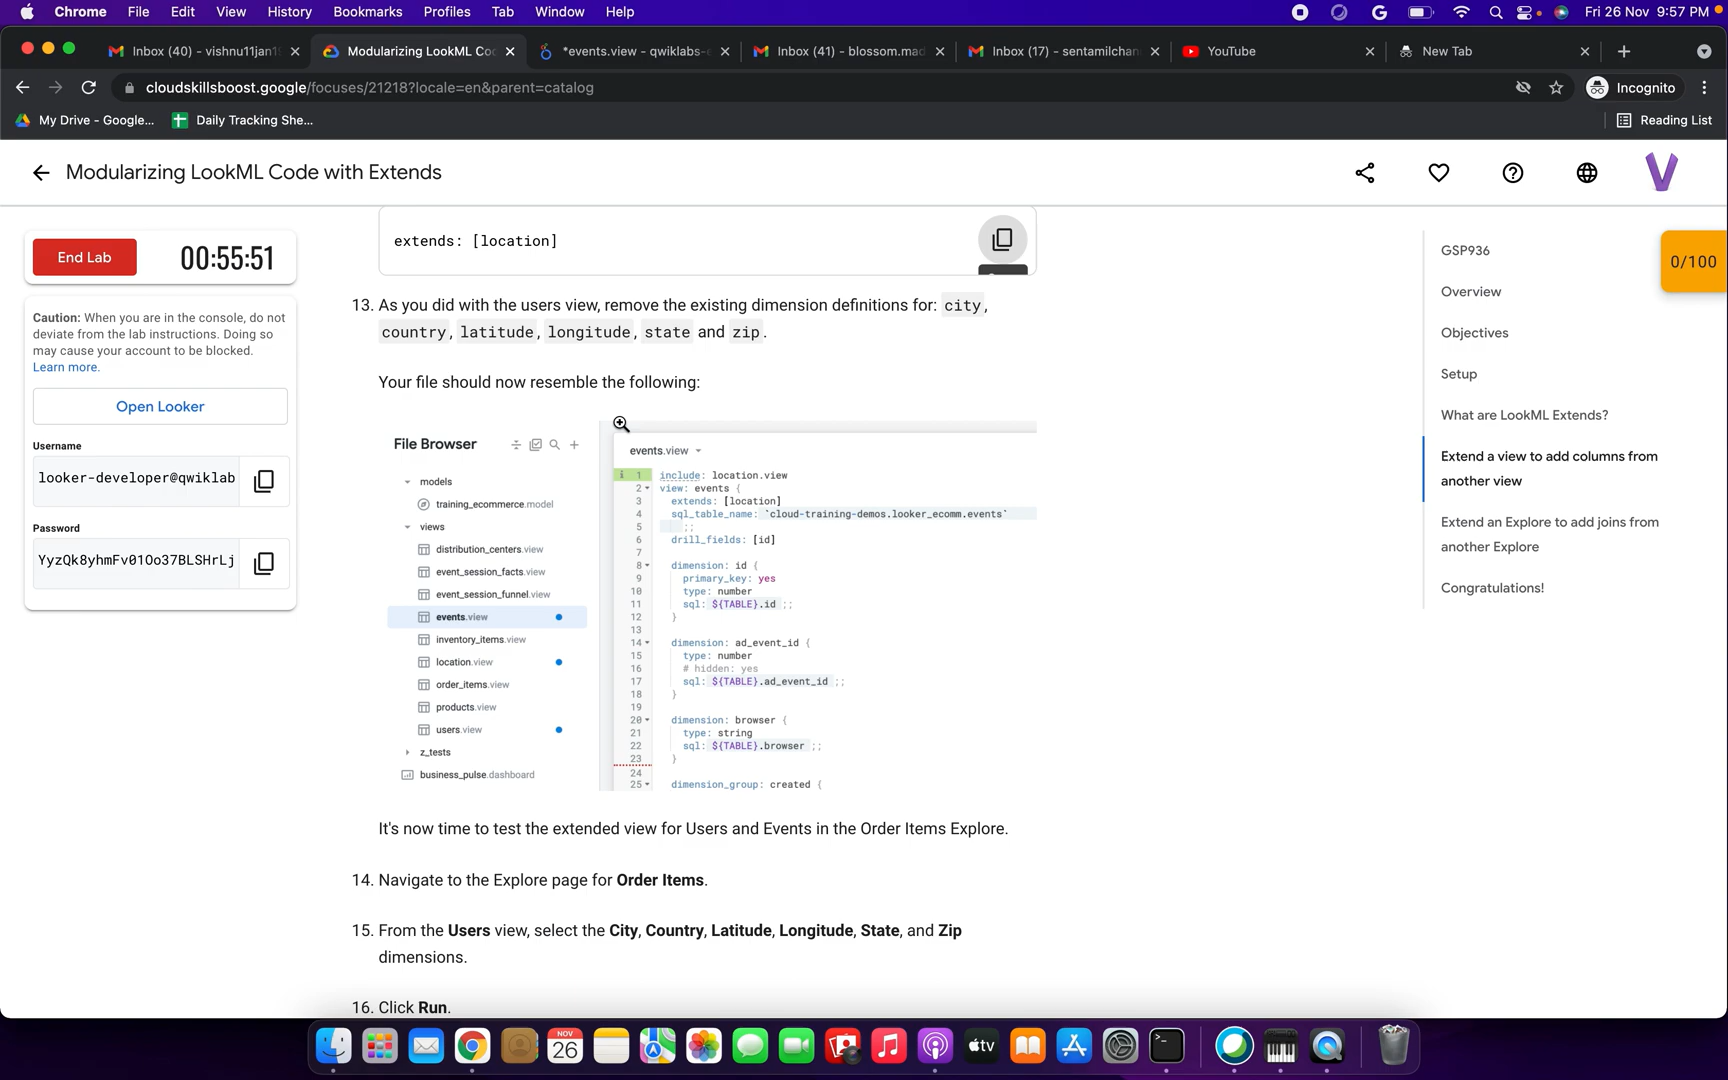 Chrome File Edit View History Bookmarks Profiles Tab Window Help Fri 26 Nov 9:57 PM
Inbox (40) - vishnu11jan1
Modularizing LookML Co
*events.view - qwiklabs-
Inbox (41) - blossom.mad
Inbox (17) - sentamilchan
YouTube
New Tab
cloudskillsboost.google/focuses/21218?locale=en&parent=catalog
Incognito
My Drive - Google...
Daily Tracking She...
Reading List
Modularizing LookML Code with Extends
V
End Lab
00:55:51
Caution: When you are in the console, do not
deviate from the lab instructions. Doing so
may cause your account to be blocked.
Learn more.
Open Looker
Username
looker-developer@qwiklab
Password
YyzQk8yhmFv01Oo37BLSHrLj
extends: [location]
13. As you did with the users view, remove the existing dimension definitions for: city,
country, latitude, longitude, state and zip.
Your file should now resemble the following:
File Browser
models
training_ecommerce.model
views
distribution_centers.view
event_session_facts.view
event_session_funnel.view
events.view
inventory_items.view
location.view
order_items.view
products.view
users.view
z_tests
business_pulse.dashboard
events.view
i 1 include: location.view
2 view: events {
3 extends: [location]
4 sql_table_name: `cloud-training-demos.looker_ecomm.events`
5 ;;
6 drill_fields: [id]
7
8 dimension: id {
9 primary_key: yes
10 type: number
11 sql: ${TABLE}.id ;;
12 }
13
14 dimension: ad_event_id {
15 type: number
16 # hidden: yes
17 sql: ${TABLE}.ad_event_id ;;
18 }
19
20 dimension: browser {
21 type: string
22 sql: ${TABLE}.browser ;;
23 }
24
25 dimension_group: created {
It's now time to test the extended view for Users and Events in the Order Items Explore.
14. Navigate to the Explore page for Order Items.
15. From the Users view, select the City, Country, Latitude, Longitude, State, and Zip
dimensions.
16. Click Run.
GSP936
Overview
Objectives
Setup
What are LookML Extends?
Extend a view to add columns from
another view
Extend an Explore to add joins from
another Explore
Congratulations!
0/100
NOV
26
tv